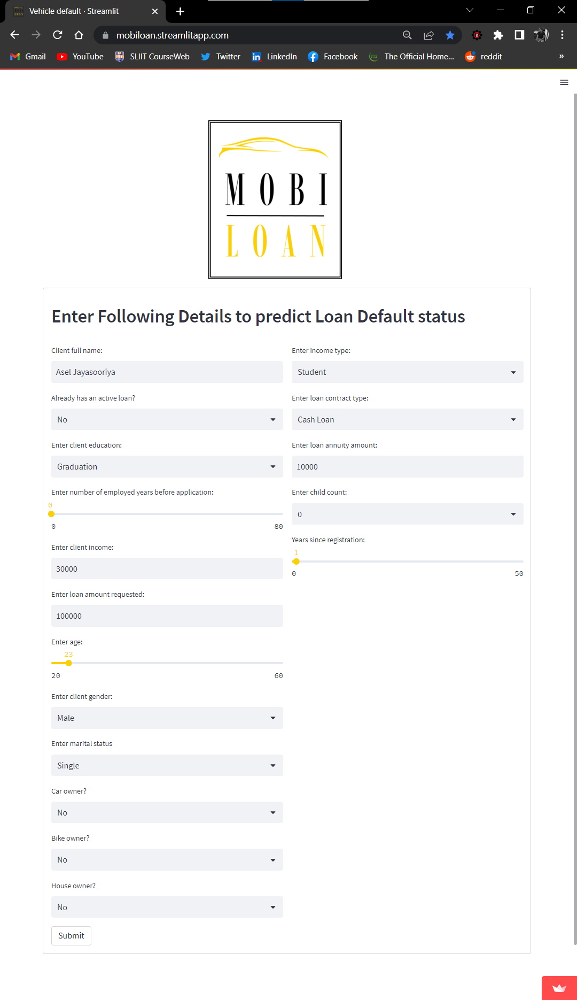 Vehicle default · Streamlit
mobiloan.streamlitapp.com
Gmail YouTube SLIIT CourseWeb Twitter LinkedIn Facebook The Official Home... reddit »
MOBI
LOAN
Enter Following Details to predict Loan Default status
Client full name:
Asel Jayasooriya
Already has an active loan?
No
Enter client education:
Graduation
Enter number of employed years before application:
0
0 80
Enter client income:
30000
Enter loan amount requested:
100000
Enter age:
23
20 60
Enter client gender:
Male
Enter marital status
Single
Car owner?
No
Bike owner?
No
House owner?
No
Submit
Enter income type:
Student
Enter loan contract type:
Cash Loan
Enter loan annuity amount:
10000
Enter child count:
0
Years since registration:
1
0 50